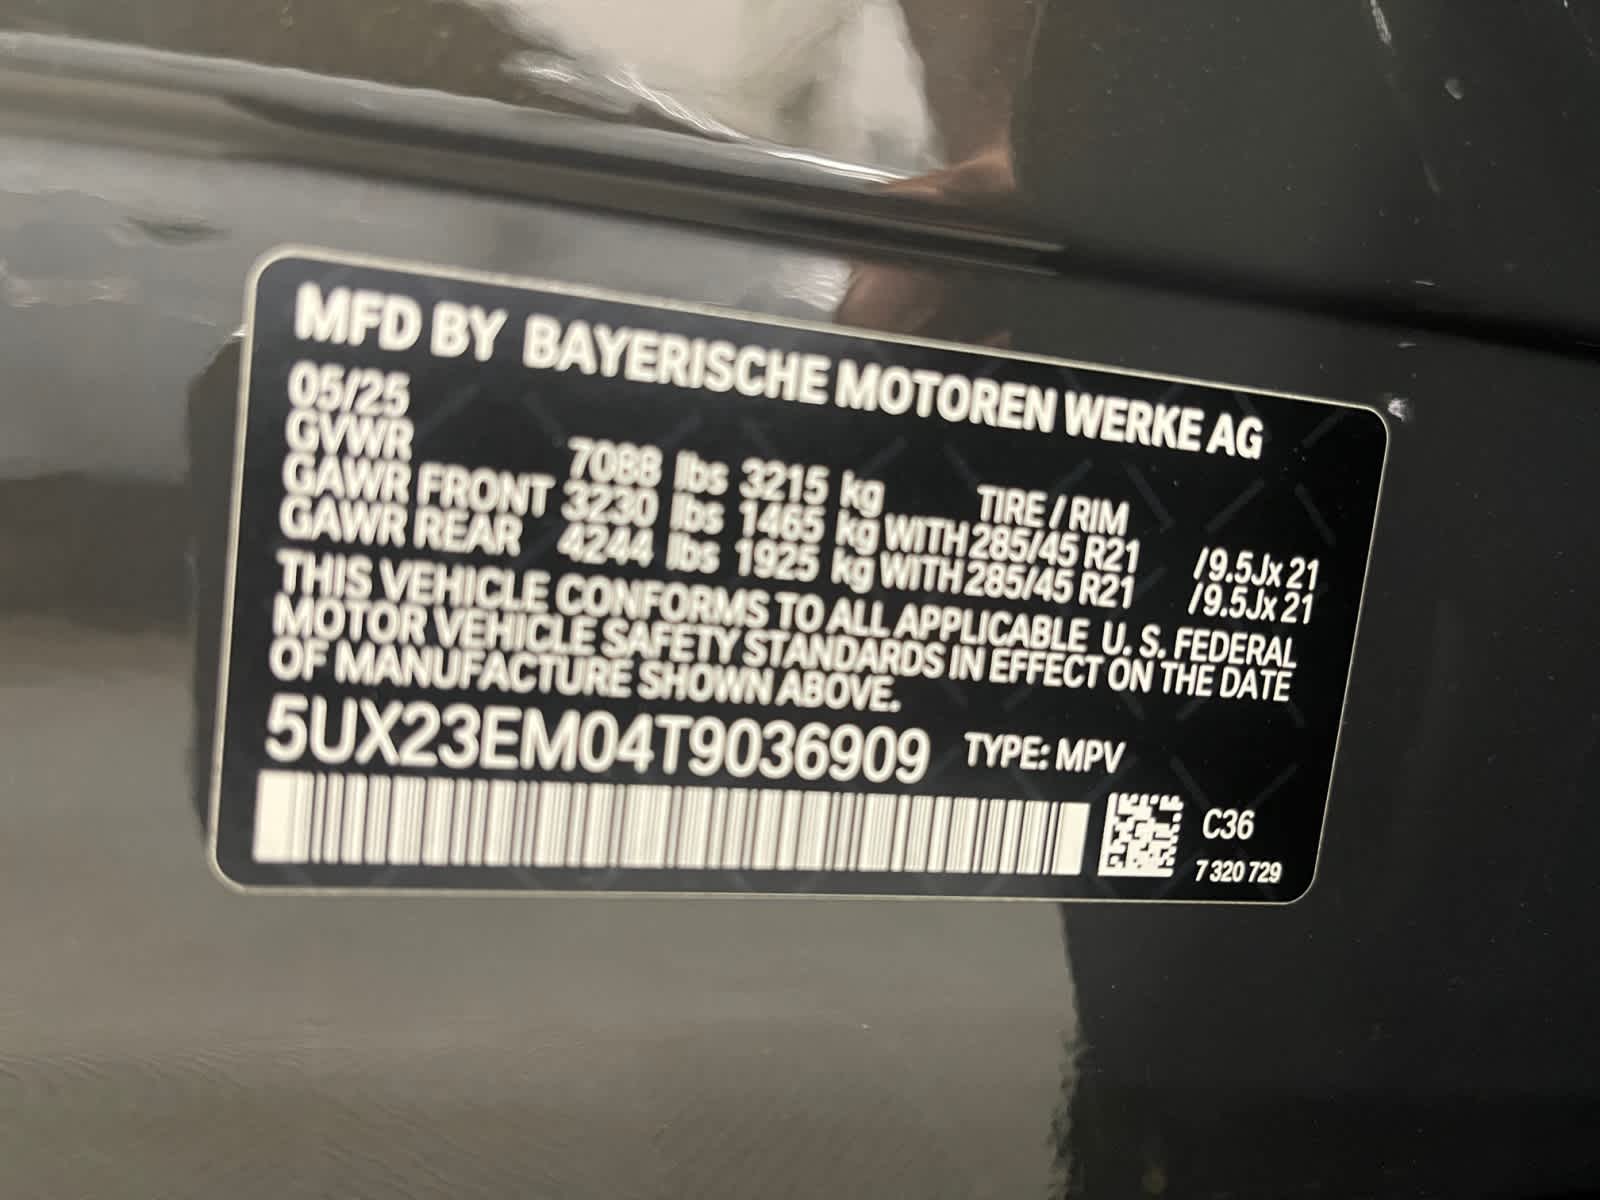 MFD BY BAYERISCHE MOTOREN WERKE AG
05/25
GVWR 7088 lbs 3215 kg TIRE / RIM
GAWR FRONT 3230 lbs 1465 kg WITH 285/45 R21 /9.5Jx 21
GAWR REAR 4244 lbs 1925 kg WITH 285/45 R21 /9.5Jx 21
THIS VEHICLE CONFORMS TO ALL APPLICABLE U. S. FEDERAL
MOTOR VEHICLE SAFETY STANDARDS IN EFFECT ON THE DATE
OF MANUFACTURE SHOWN ABOVE.
5UX23EM04T9036909 TYPE: MPV
C36
7 320 729